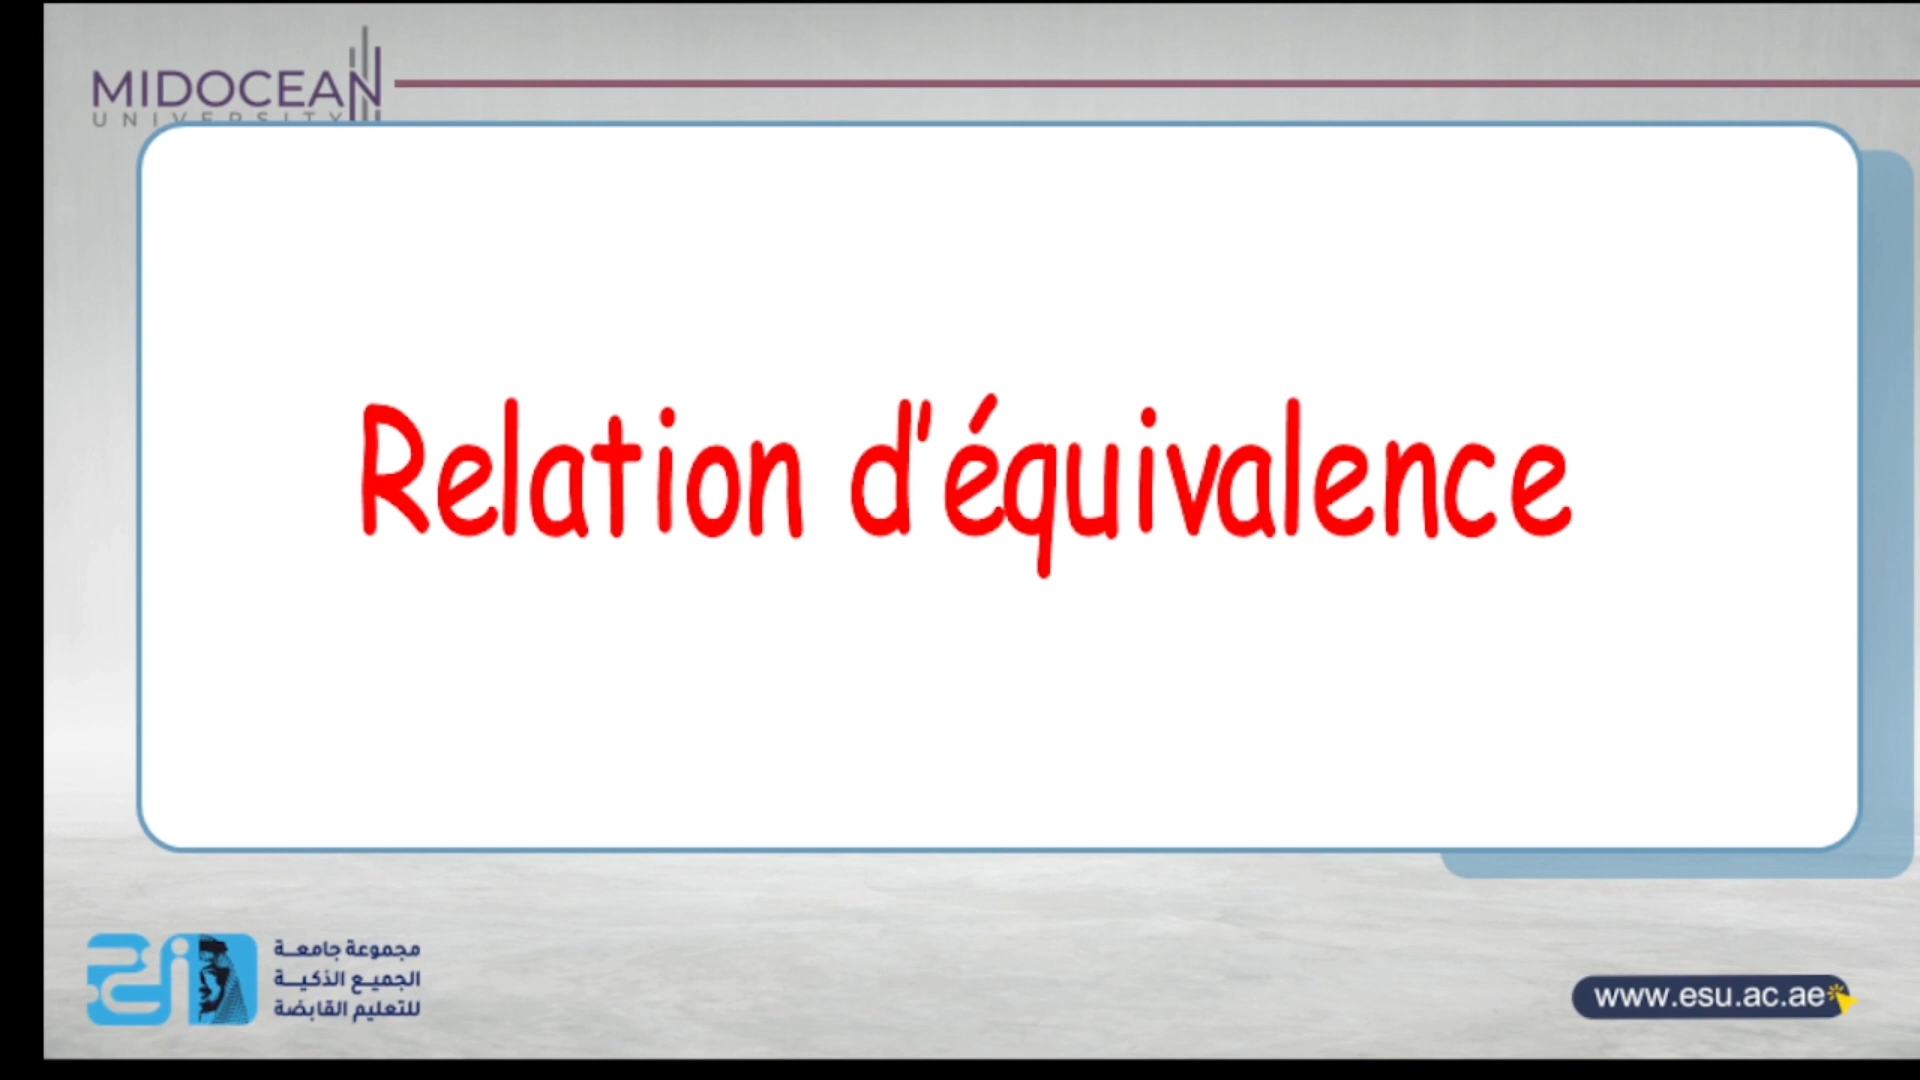 MIDOCEAN
UNIVERSITY
Relation d'équivalence
مجموعة جامعة
الجميع الذكية
للتعليم القابضة
www.esu.ac.ae